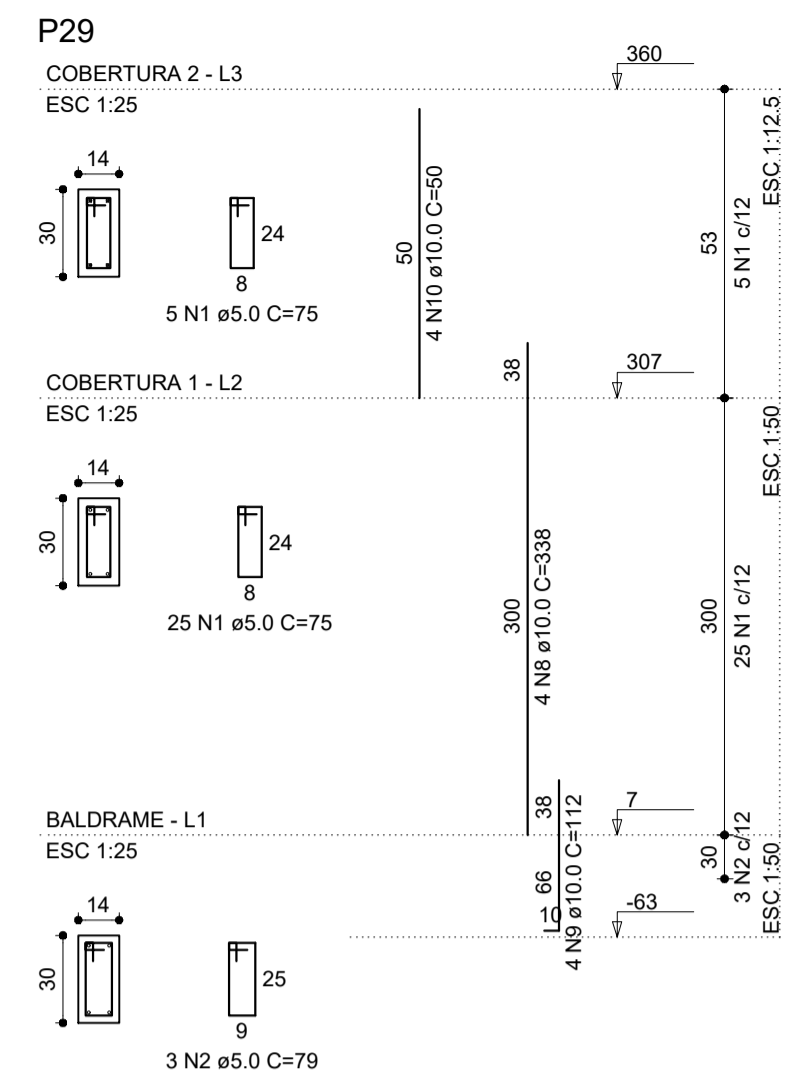 P29
COBERTURA 2 - L3
ESC 1:25
360
ESC 1:12.5
14
30
24
8
5 N1 ø5.0 C=75
50
4 N10 ø10.0 C=50
53
5 N1 c/12
COBERTURA 1 - L2
ESC 1:25
38
307
ESC 1:50
14
30
24
8
25 N1 ø5.0 C=75
300
4 N8 ø10.0 C=338
300
25 N1 c/12
BALDRAME - L1
ESC 1:25
38
7
66
10
4 N9 ø10.0 C=112
30
3 N2 c/12
ESC 1:50
-63
14
30
25
9
3 N2 ø5.0 C=79